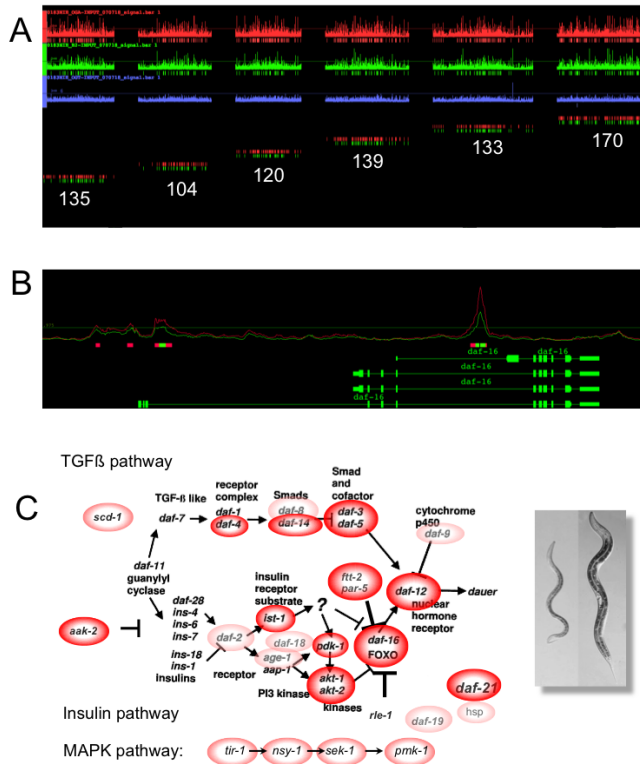 A
135
104
120
139
133
170
B
daf-16 daf-16
daf-16
daf-16
daf-16
TGFß pathway
C
scd-1
TGF-ß like
daf-7
receptor
complex
daf-1
daf-4
Smads
daf-8
daf-14
Smad
and
cofactor
daf-3
daf-5
cytochrome
p450
daf-9
daf-11
guanylyl
cyclase
aak-2
daf-28
ins-4
ins-6
ins-7
ins-18
ins-1
insulins
daf-2
receptor
insulin
receptor
substrate
ist-1
?
daf-18
age-1
aap-1
PI3 kinase
pdk-1
akt-1
akt-2
kinases
ftt-2
par-5
daf-16
FOXO
daf-12
nuclear
hormone
receptor
dauer
rle-1
daf-21
hsp
daf-19
Insulin pathway
MAPK pathway:
tir-1
nsy-1
sek-1
pmk-1